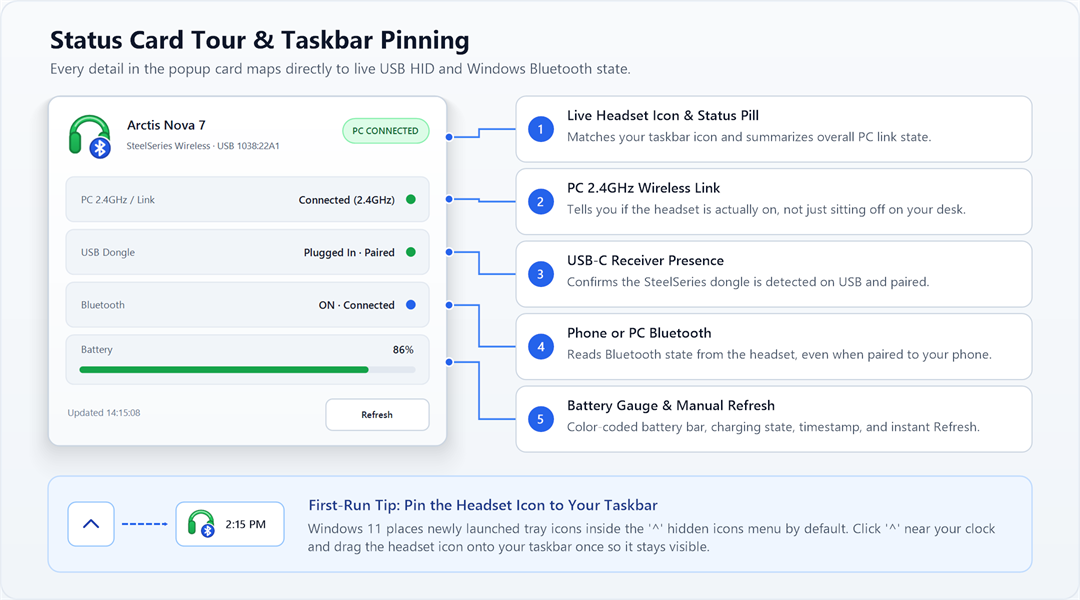 Status Card Tour & Taskbar Pinning
Every detail in the popup card maps directly to live USB HID and Windows Bluetooth state.
Arctis Nova 7
SteelSeries Wireless · USB 1038:22A1
PC CONNECTED
PC 2.4GHz / Link
Connected (2.4GHz)
USB Dongle
Plugged In · Paired
Bluetooth
ON · Connected
Battery
86%
Updated 14:15:08
Refresh
1
Live Headset Icon & Status Pill
Matches your taskbar icon and summarizes overall PC link state.
2
PC 2.4GHz Wireless Link
Tells you if the headset is actually on, not just sitting off on your desk.
3
USB-C Receiver Presence
Confirms the SteelSeries dongle is detected on USB and paired.
4
Phone or PC Bluetooth
Reads Bluetooth state from the headset, even when paired to your phone.
5
Battery Gauge & Manual Refresh
Color-coded battery bar, charging state, timestamp, and instant Refresh.
2:15 PM
First-Run Tip: Pin the Headset Icon to Your Taskbar
Windows 11 places newly launched tray icons inside the '^' hidden icons menu by default. Click '^' near your clock
and drag the headset icon onto your taskbar once so it stays visible.